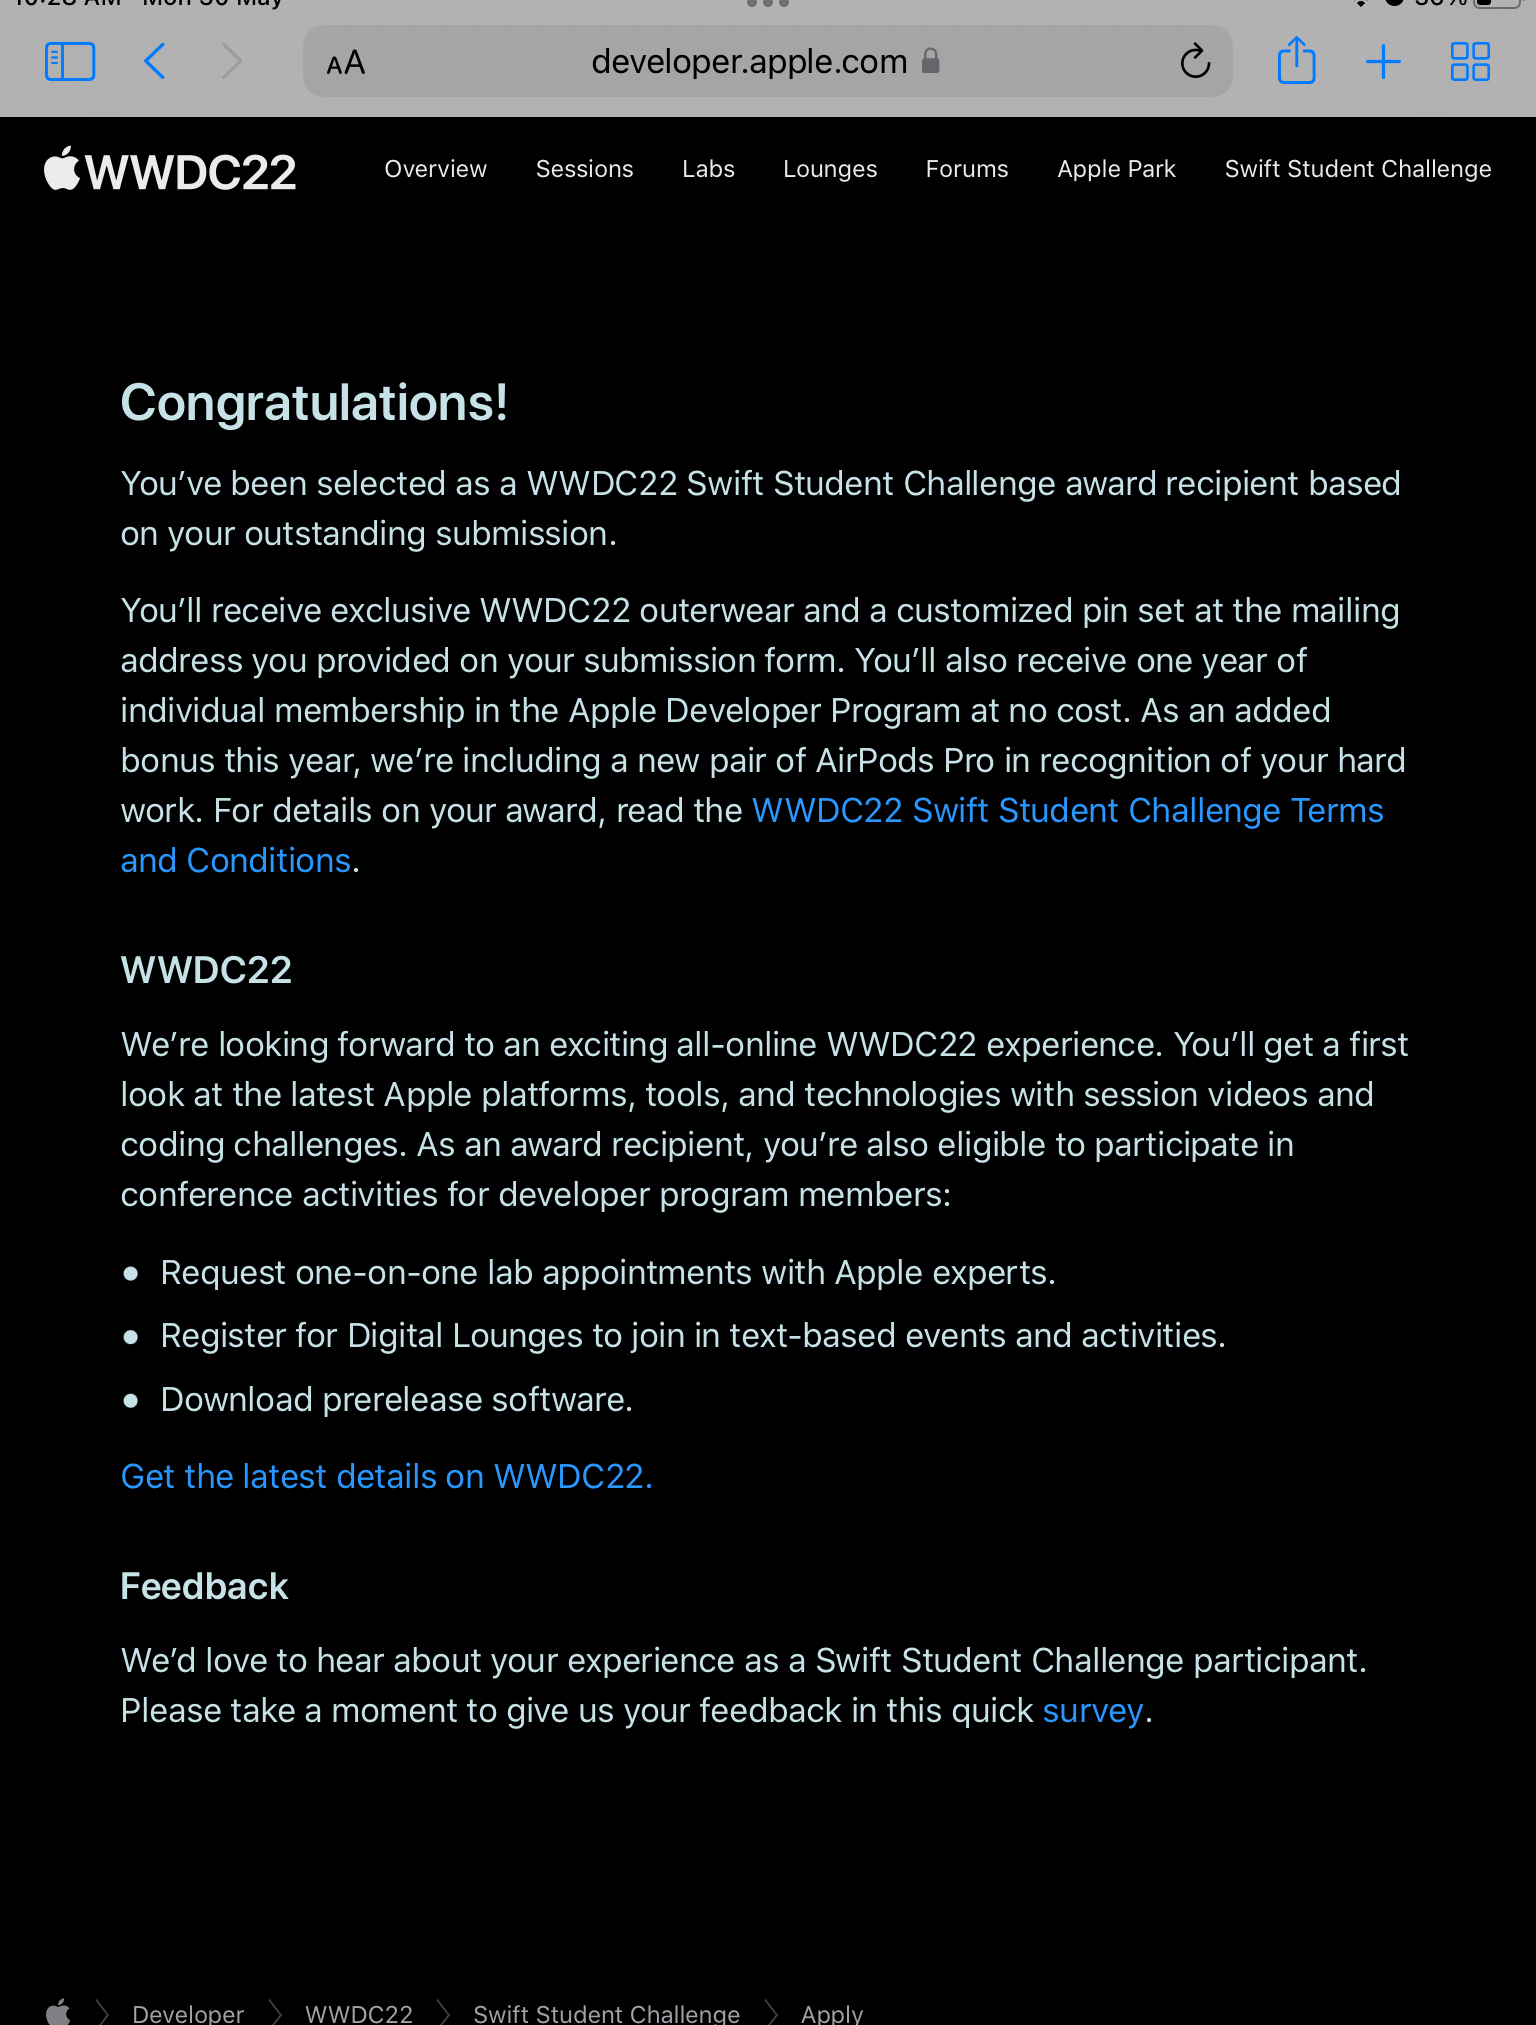 10:28 AM Mon 30 May
AA
developer.apple.com
WWDC22
Overview
Sessions
Labs
Lounges
Forums
Apple Park
Swift Student Challenge
Congratulations!
You’ve been selected as a WWDC22 Swift Student Challenge award recipient based
on your outstanding submission.
You’ll receive exclusive WWDC22 outerwear and a customized pin set at the mailing
address you provided on your submission form. You’ll also receive one year of
individual membership in the Apple Developer Program at no cost. As an added
bonus this year, we’re including a new pair of AirPods Pro in recognition of your hard
work. For details on your award, read the WWDC22 Swift Student Challenge Terms
and Conditions.
WWDC22
We’re looking forward to an exciting all-online WWDC22 experience. You’ll get a first
look at the latest Apple platforms, tools, and technologies with session videos and
coding challenges. As an award recipient, you’re also eligible to participate in
conference activities for developer program members:
• Request one-on-one lab appointments with Apple experts.
• Register for Digital Lounges to join in text-based events and activities.
• Download prerelease software.
Get the latest details on WWDC22.
Feedback
We’d love to hear about your experience as a Swift Student Challenge participant.
Please take a moment to give us your feedback in this quick survey.
Developer
WWDC22
Swift Student Challenge
Apply